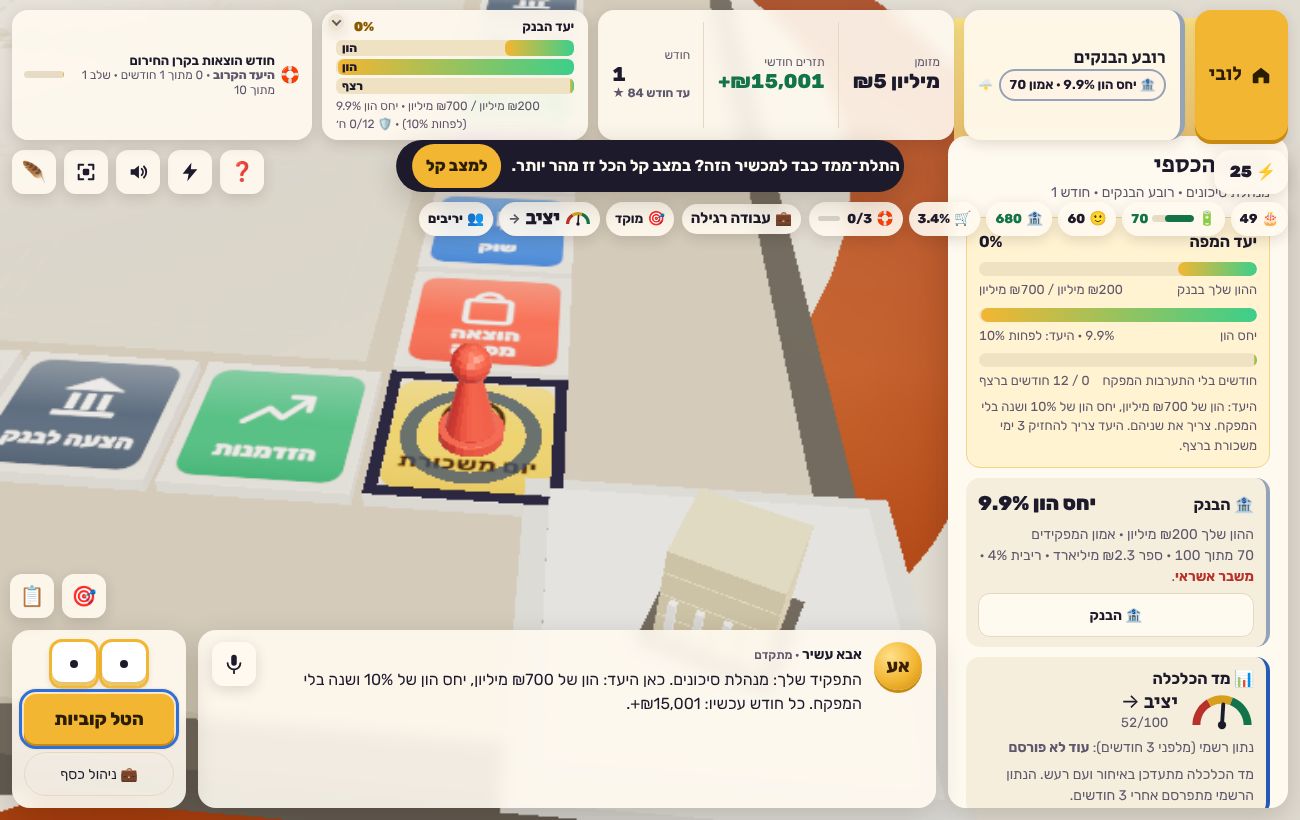 לובי
רובע הבנקים
🏦 יחס הון 9.9% · אמון 70
מזומן
₪5 מיליון
תזרים חודשי
+₪15,001
חודש
1
עד חודש 84 ★
יעד הבנק
0%
הון
הון
רצף
₪200 מיליון / ₪700 מיליון · יחס הון 9.9%
(לפחות 10%) · 🛡️ 0/12 ח׳
חודש הוצאות בקרן החירום
היעד הקרוב · 0 מתוך 1 חודשים · שלב 1
מתוך 10
התלת־ממד כבד למכשיר הזה? במצב קל הכל זז מהר יותר.
למצב קל
⚡ 25
הכספי
מנהלת סיכונים · רובע הבנקים · חודש 1
🎂 49
🔋 70
🙂 60
🏦 680
🛒 3.4%
🛟 0/3
💼 עבודה רגילה
🎯 מוקד
יציב →
👥 יריבים
יעד המפה
0%
ההון שלך בבנק
₪200 מיליון / ₪700 מיליון
יחס הון
9.9% · היעד: לפחות 10%
חודשים בלי התערבות המפקח
0 / 12 חודשים ברצף
היעד: הון של ₪700 מיליון, יחס הון של 10% ושנה בלי
המפקח. צריך את שניהם. היעד צריך להחזיק 3 ימי
משכורת ברצף.
🏦 הבנק
יחס הון 9.9%
ההון שלך ₪200 מיליון · אמון המפקידים
70 מתוך 100 · ספר ₪2.3 מיליארד · ריבית 4% ·
משבר אשראי.
🏦 הבנק
📊 מד הכלכלה
יציב →
52/100
נתון רשמי (מלפני 3 חודשים): עוד לא פורסם
מד הכלכלה מתעדכן באיחור ועם רעש. הנתון
הרשמי מתפרסם אחרי 3 חודשים.
שוק
חוצאה
יום משכורת
הזדמנות
הצעה לבנק
אע
אבא עשיר · מתקדם
התפקיד שלך: מנהלת סיכונים. כאן היעד: הון של ₪700 מיליון, יחס הון של 10% ושנה בלי
המפקח. כל חודש עכשיו: +₪15,001.
הטל קוביות
💼 ניהול כסף